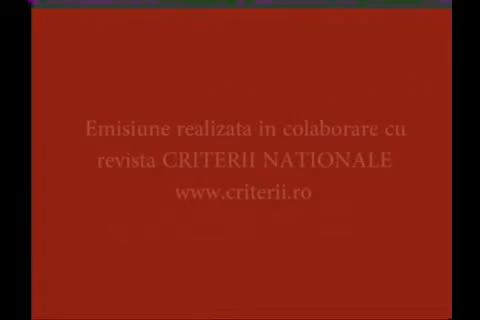 Emisiune realizata in colaborare cu
revista CRITERII NATIONALE
www.criterii.ro